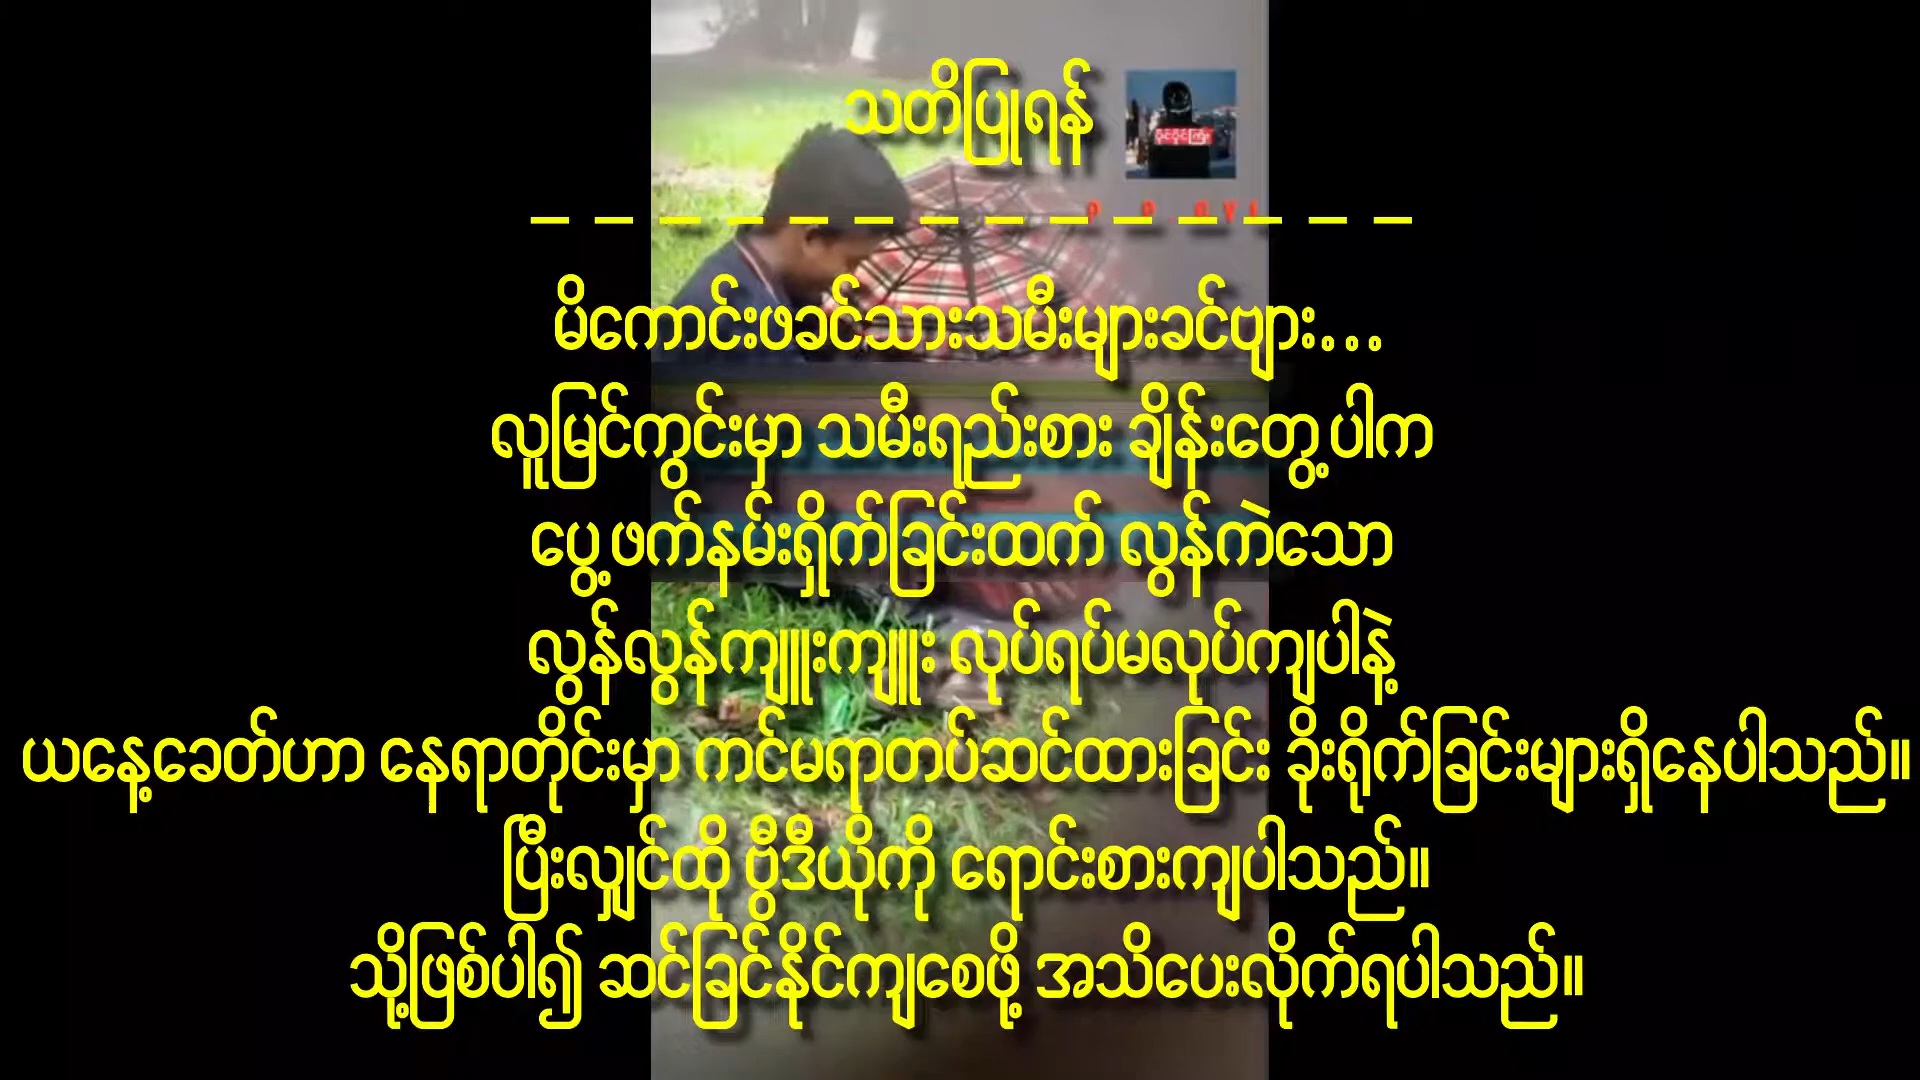 သတိပြုရန်
မိကောင်းဖခင်သားသမီးများခင်ဗျား...
လူမြင်ကွင်းမှာ သမီးရည်းစား ချိန်းတွေ့ပါက
ပွေ့ဖက်နမ်းရှိုက်ခြင်းထက် လွန်ကဲသော
လွန်လွန်ကျူးကျူး လုပ်ရပ်မလုပ်ကျပါနဲ့
ယနေ့ခေတ်ဟာ နေရာတိုင်းမှာ ကင်မရာတပ်ဆင်ထားခြင်း ခိုးရိုက်ခြင်းများရှိနေပါသည်။
ပြီးလျှင်ထို ဗွီဒီယိုကို ရောင်းစားကျပါသည်။
သို့ဖြစ်ပါ၍ ဆင်ခြင်နိုင်ကျစေဖို့ အသိပေးလိုက်ရပါသည်။